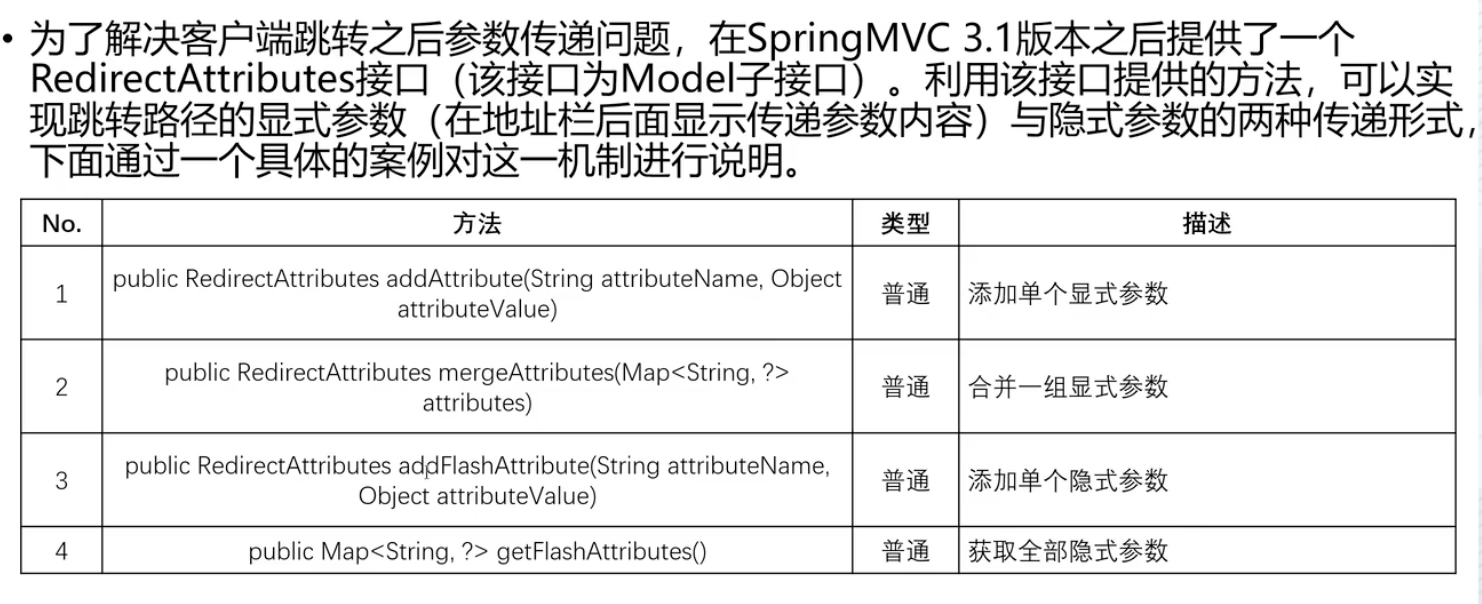 • 为了解决客户端跳转之后参数传递问题，在SpringMVC 3.1版本之后提供了一个
RedirectAttributes接口（该接口为Model子接口）。利用该接口提供的方法，可以实
现跳转路径的显式参数（在地址栏后面显示传递参数内容）与隐式参数的两种传递形式，
下面通过一个具体的案例对这一机制进行说明。
No. 方法 类型 描述
1 public RedirectAttributes addAttribute(String attributeName, Object
attributeValue) 普通 添加单个显式参数
2 public RedirectAttributes mergeAttributes(Map<String, ?>
attributes) 普通 合并一组显式参数
3 public RedirectAttributes addFlashAttribute(String attributeName,
Object attributeValue) 普通 添加单个隐式参数
4 public Map<String, ?> getFlashAttributes() 普通 获取全部隐式参数